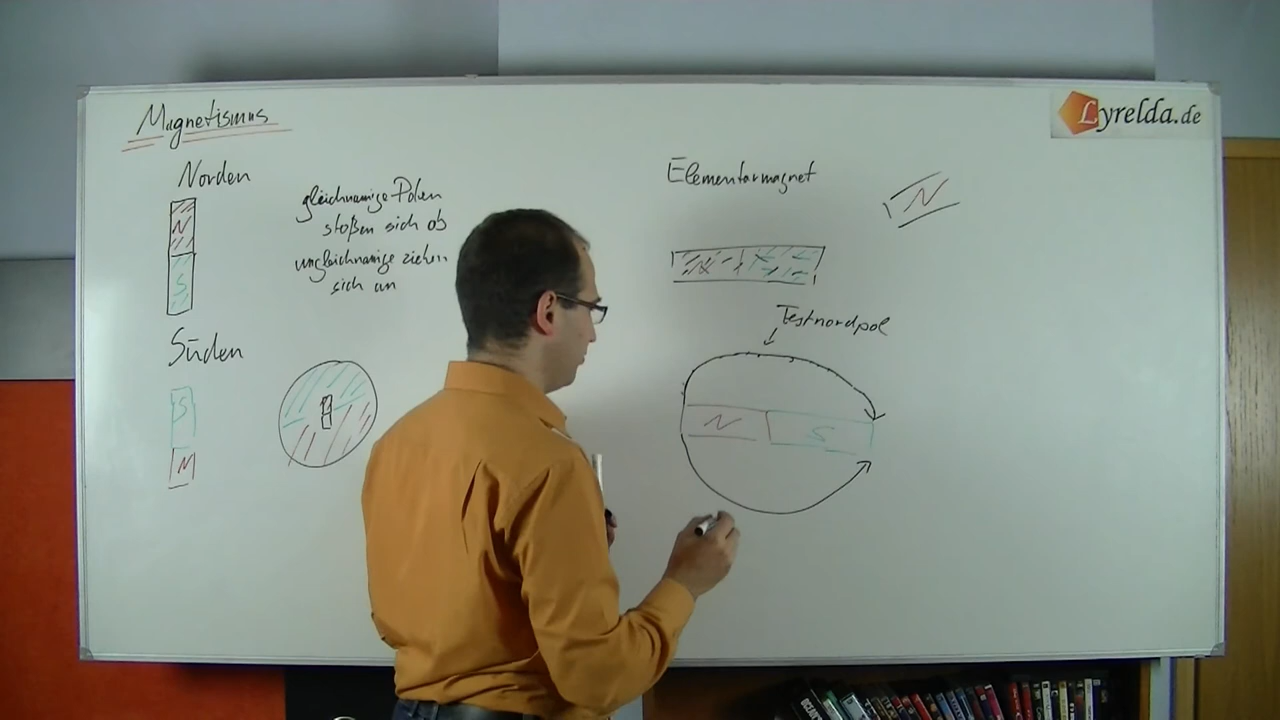 Magnetismus
Lyrelda.de
Norden
N
S
gleichnamige Polen
stoßen sich ab
ungleichnamige ziehen
sich an
Süden
S
N
Elementarmagnet
N
Testnordpol
N
S